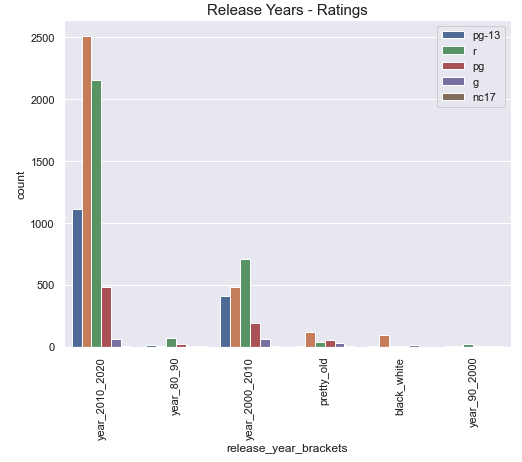 Release Years - Ratings
pg-13
r
pg
g
nc17
2500
2000
1500
1000
500
0
count
year_2010_2020
year_80_90
year_2000_2010
pretty_old
black_white
year_90_2000
release_year_brackets